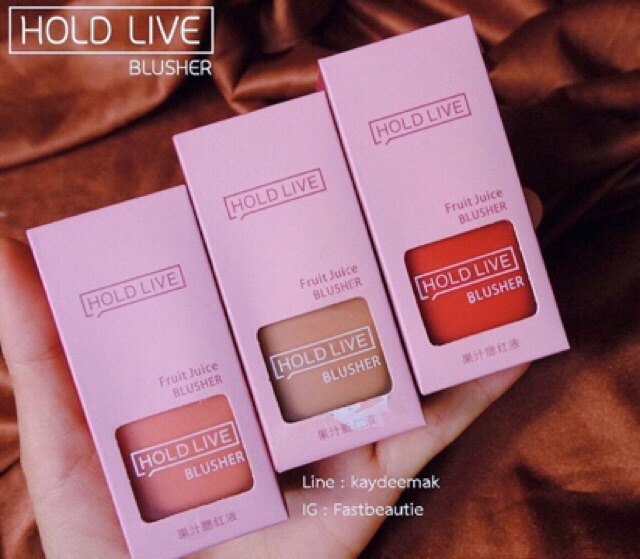 HOLD LIVE
BLUSHER
HOLD LIVE
Fruit Juice
BLUSHER
HOLD LIVE
BLUSHER
果汁腮红液
HOLD LIVE
Fruit Juice
BLUSHER
HOLD LIVE
BLUSHER
果汁 液
HOLD LIVE
Fruit Juice
BLUSHER
HOLD LIVE
BLUSHER
果汁腮红液
Line : kaydeemak
IG : Fastbeautie